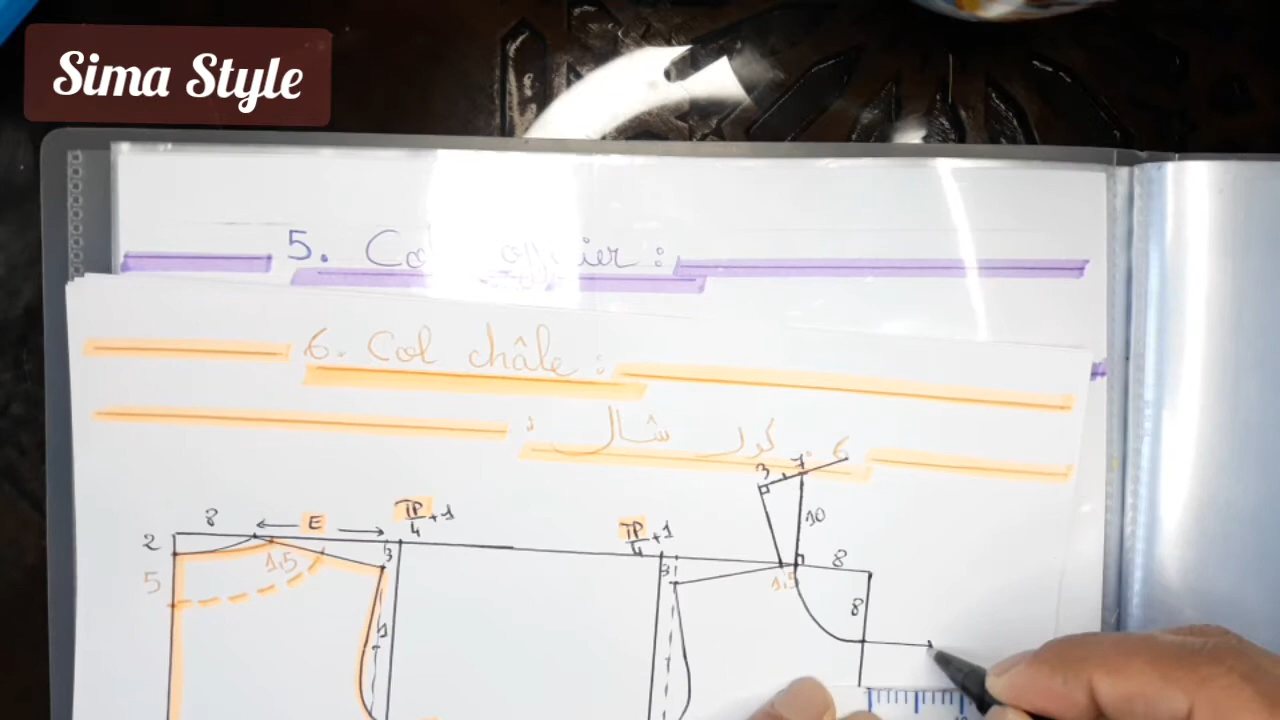 Sima Style
5. Col officier :
6. Col châle :
6. كول شال :
3 7
8 E TP/4 + 1 TP/4 + 1 10
2 3 3 8
5 1,5 1,5
8
1